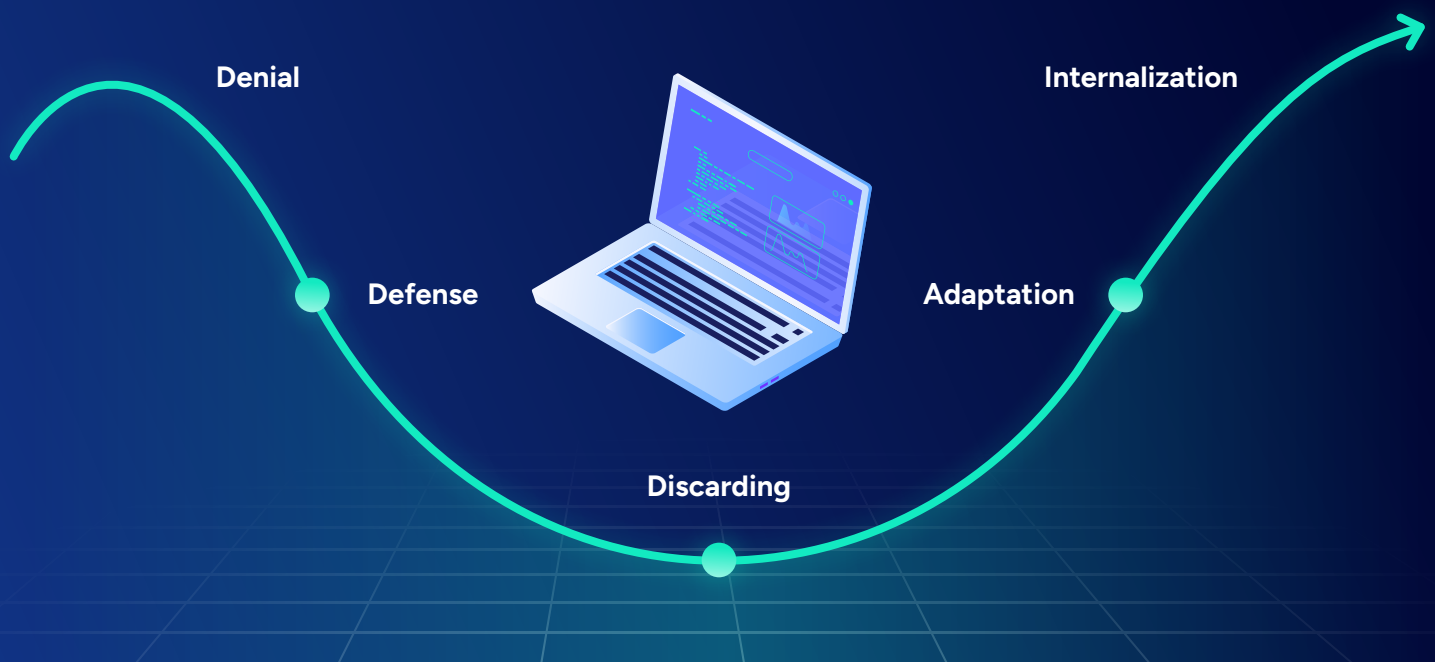 Denial
Internalization
Defense
Adaptation
Discarding